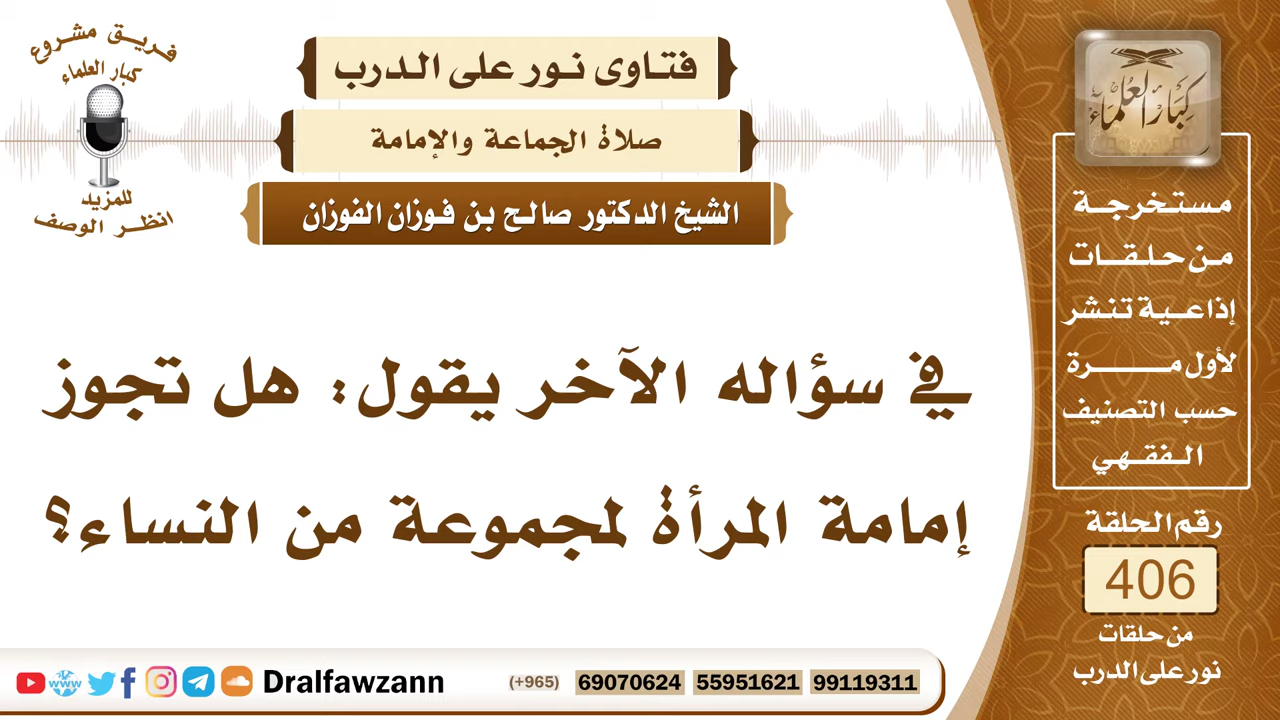 فريق مشروع
كبار العلماء
للمزيد
انظر الوصف
فتاوى نور على الدرب
صلاة الجماعة والإمامة
الشيخ الدكتور صالح بن فوزان الفوزان
في سؤاله الآخر يقول: هل تجوز
إمامة المرأة لمجموعة من النساء؟
كبار العلماء
مستخرجة
من حلقات
إذاعية تنشر
لأول مرة
حسب التصنيف
الفقهي
رقم الحلقة
406
من حلقات
نور على الدرب
www
Dralfawzann
(+965) 69070624 55951621 99119311